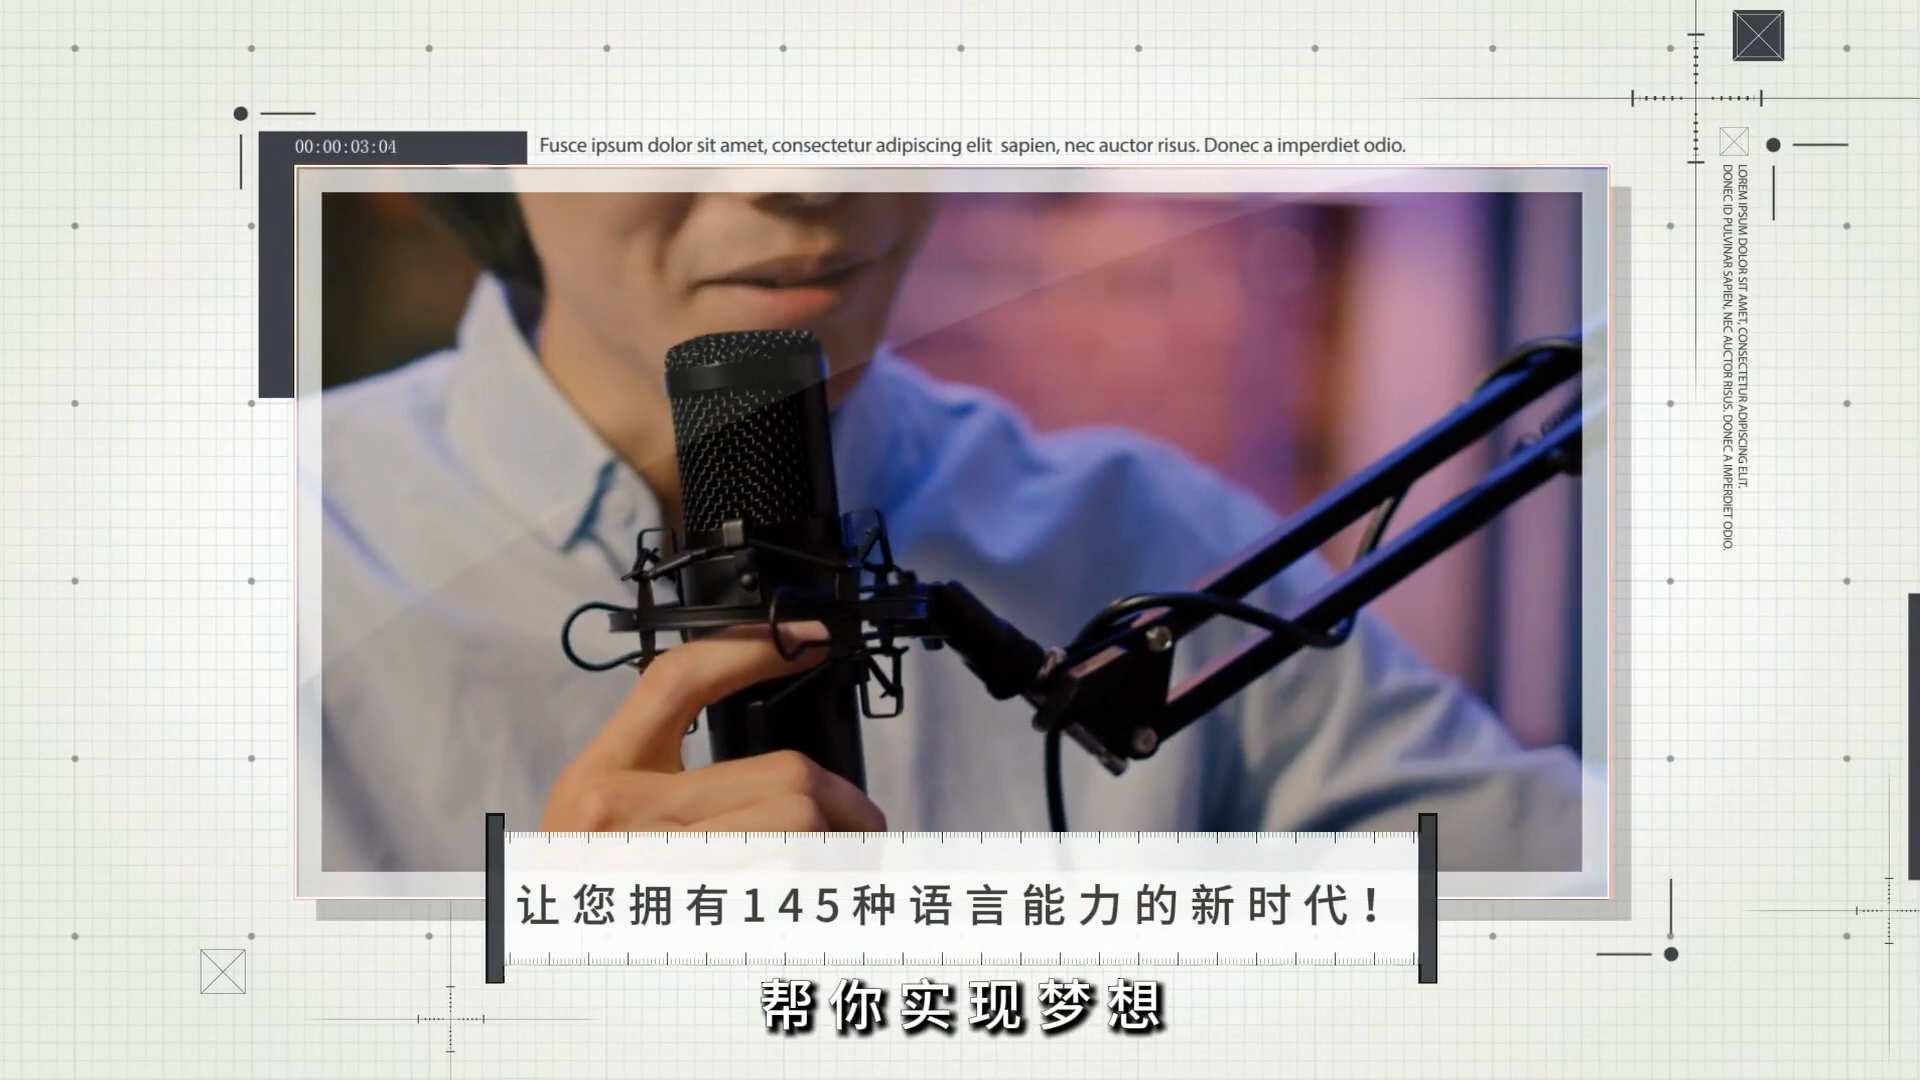 00:00:03:04
Fusce ipsum dolor sit amet, consectetur adipiscing elit sapien, nec auctor risus. Donec a imperdiet odio.
LOREM IPSUM DOLOR SIT AMET, CONSECTETUR ADIPISCING ELIT.
DONEC ID PULVINAR SAPIEN, NEC AUCTOR RISUS. DONEC A IMPERDIET ODIO.
让您拥有145种语言能力的新时代！
帮你实现梦想